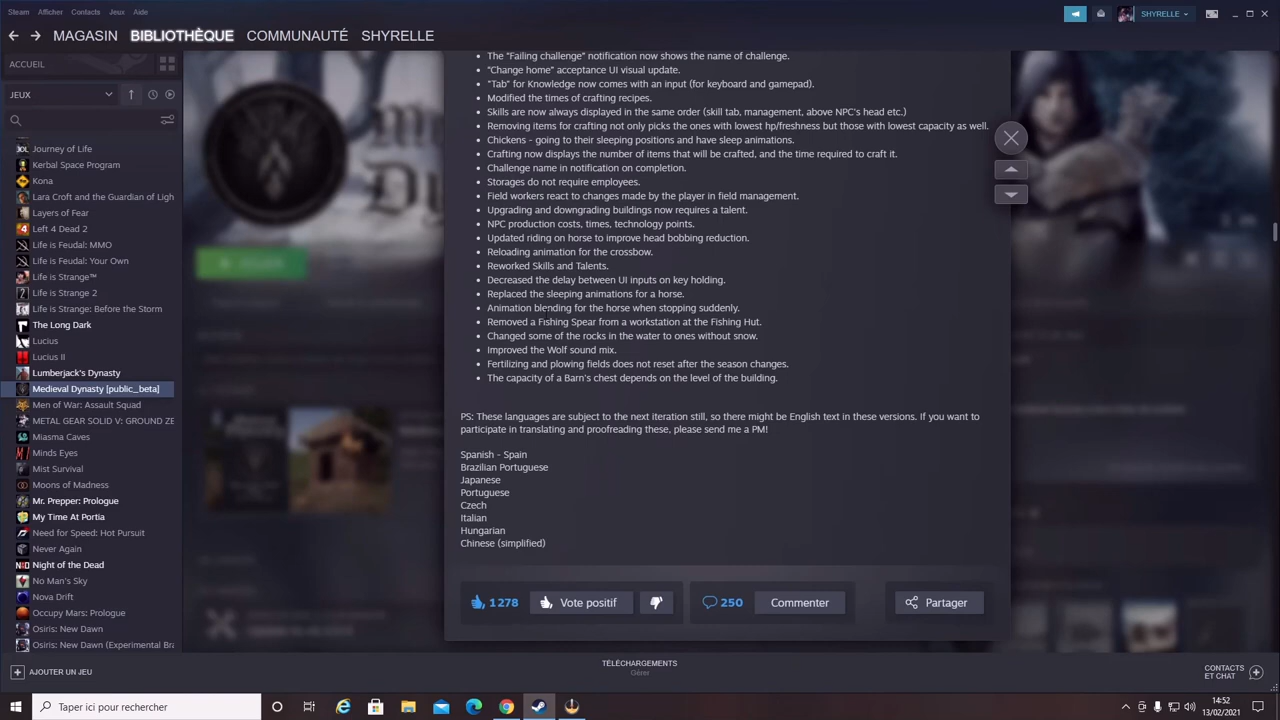 Steam Afficher Contacts Jeux Aide
SHYRELLE
MAGASIN BIBLIOTHÈQUE COMMUNAUTÉ SHYRELLE
ACCUEIL
JEUX
Journey of Life
Kerbal Space Program
Kona
Lara Croft and the Guardian of Ligh
Layers of Fear
Left 4 Dead 2
Life is Feudal: MMO
Life is Feudal: Your Own
Life is Strange™
Life is Strange 2
Life is Strange: Before the Storm
The Long Dark
Lucius
Lucius II
Lumberjack's Dynasty
Medieval Dynasty [public_beta]
Men of War: Assault Squad
METAL GEAR SOLID V: GROUND ZE
Miasma Caves
Minds Eyes
Mist Survival
Moons of Madness
Mr. Prepper: Prologue
My Time At Portia
Need for Speed: Hot Pursuit
Never Again
Night of the Dead
No Man's Sky
Nova Drift
Occupy Mars: Prologue
Osiris: New Dawn
Osiris: New Dawn (Experimental Bra
AJOUTER UN JEU
• The "Failing challenge" notification now shows the name of challenge.
• "Change home" acceptance UI visual update.
• "Tab" for Knowledge now comes with an input (for keyboard and gamepad).
• Modified the times of crafting recipes.
• Skills are now always displayed in the same order (skill tab, management, above NPC's head etc.)
• Removing items for crafting not only picks the ones with lowest hp/freshness but those with lowest capacity as well.
• Chickens - going to their sleeping positions and have sleep animations.
• Crafting now displays the number of items that will be crafted, and the time required to craft it.
• Challenge name in notification on completion.
• Storages do not require employees.
• Field workers react to changes made by the player in field management.
• Upgrading and downgrading buildings now requires a talent.
• NPC production costs, times, technology points.
• Updated riding on horse to improve head bobbing reduction.
• Reloading animation for the crossbow.
• Reworked Skills and Talents.
• Decreased the delay between UI inputs on key holding.
• Replaced the sleeping animations for a horse.
• Animation blending for the horse when stopping suddenly.
• Removed a Fishing Spear from a workstation at the Fishing Hut.
• Changed some of the rocks in the water to ones without snow.
• Improved the Wolf sound mix.
• Fertilizing and plowing fields does not reset after the season changes.
• The capacity of a Barn's chest depends on the level of the building.
PS: These languages are subject to the next iteration still, so there might be English text in these versions. If you want to
participate in translating and proofreading these, please send me a PM!
Spanish - Spain
Brazilian Portuguese
Japanese
Portuguese
Czech
Italian
Hungarian
Chinese (simplified)
1 278 Vote positif 250 Commenter Partager
TÉLÉCHARGEMENTS
Gérer
CONTACTS
ET CHAT
Taper ici pour rechercher
14:52
13/02/2021